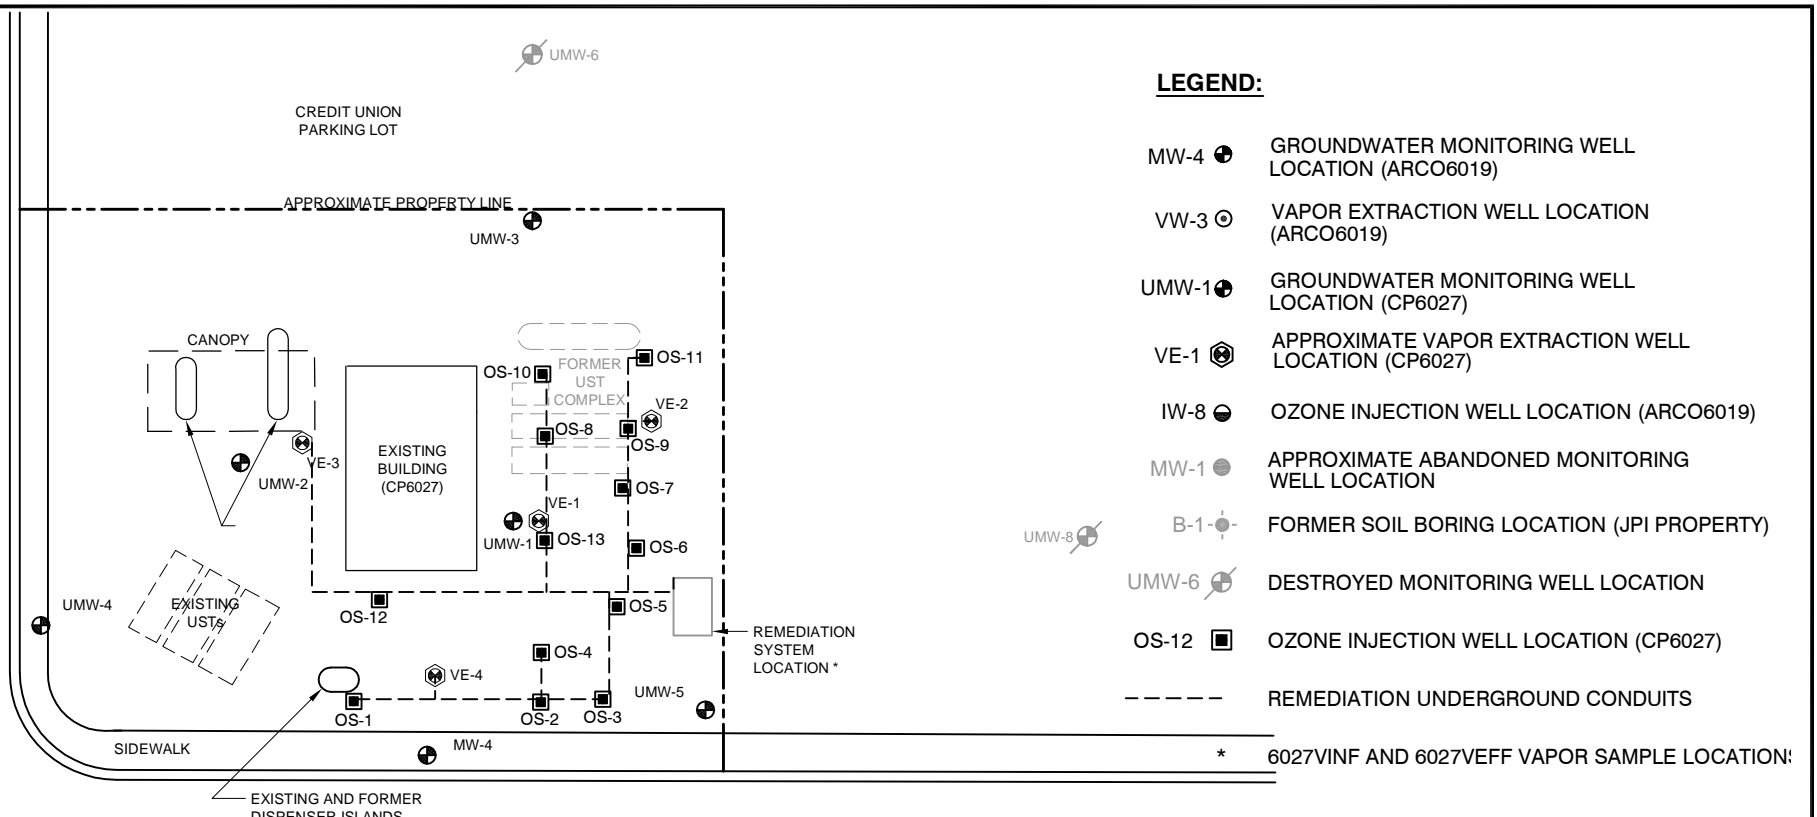 UMW-6
CREDIT UNION
PARKING LOT
APPROXIMATE PROPERTY LINE
UMW-3
CANOPY
OS-10
FORMER
UST
COMPLEX
OS-11
VE-2
OS-8
OS-9
VE-3
UMW-2
EXISTING
BUILDING
(CP6027)
OS-7
VE-1
UMW-1
OS-13
OS-6
UMW-8
UMW-4
EXISTING
USTs
OS-12
OS-5
REMEDIATION
SYSTEM
LOCATION *
OS-4
VE-4
UMW-5
OS-1
OS-2
OS-3
SIDEWALK
MW-4
EXISTING AND FORMER
DISPENSER ISLANDS
LEGEND:
MW-4 GROUNDWATER MONITORING WELL
LOCATION (ARCO6019)
VW-3 VAPOR EXTRACTION WELL LOCATION
(ARCO6019)
UMW-1 GROUNDWATER MONITORING WELL
LOCATION (CP6027)
VE-1 APPROXIMATE VAPOR EXTRACTION WELL
LOCATION (CP6027)
IW-8 OZONE INJECTION WELL LOCATION (ARCO6019)
MW-1 APPROXIMATE ABANDONED MONITORING
WELL LOCATION
B-1 FORMER SOIL BORING LOCATION (JPI PROPERTY)
UMW-6 DESTROYED MONITORING WELL LOCATION
OS-12 OZONE INJECTION WELL LOCATION (CP6027)
REMEDIATION UNDERGROUND CONDUITS
* 6027VINF AND 6027VEFF VAPOR SAMPLE LOCATIONS